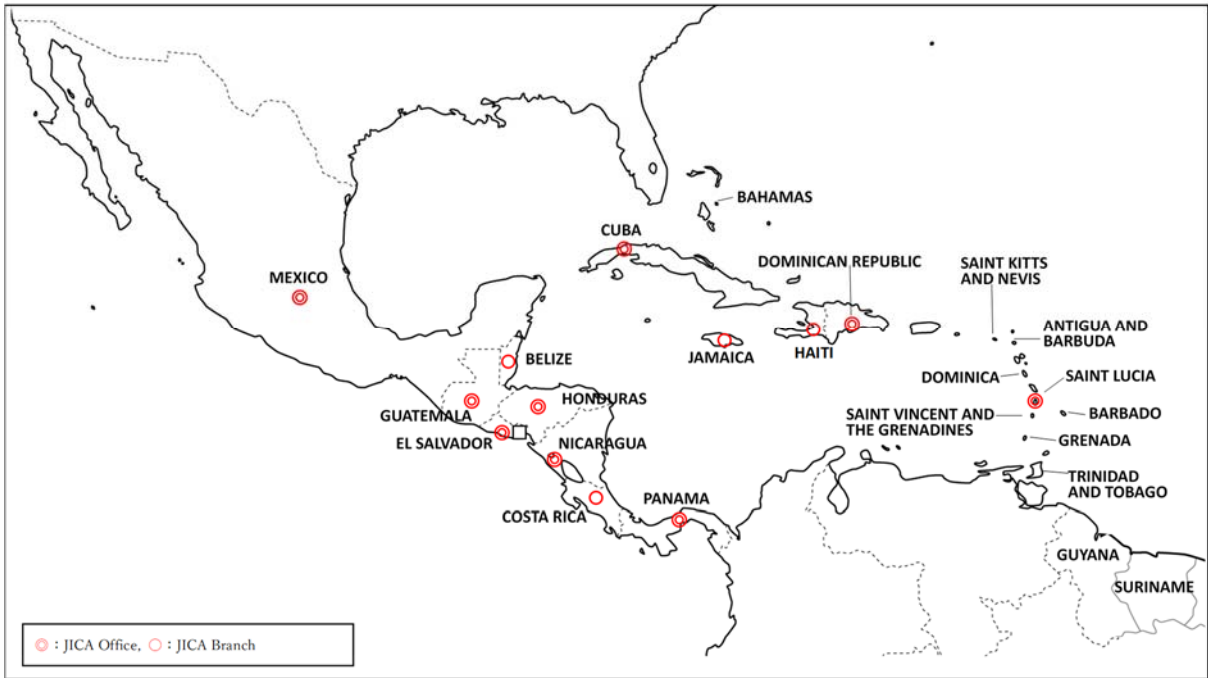 BAHAMAS
CUBA
DOMINICAN REPUBLIC
SAINT KITTS
AND NEVIS
MEXICO
ANTIGUA AND
BARBUDA
JAMAICA
HAITI
BELIZE
DOMINICA
SAINT LUCIA
GUATEMALA
HONDURAS
SAINT VINCENT AND
THE GRENADINES
BARBADO
EL SALVADOR
NICARAGUA
GRENADA
TRINIDAD
AND TOBAGO
COSTA RICA
PANAMA
GUYANA
SURINAME
◎ : JICA Office, ○ : JICA Branch